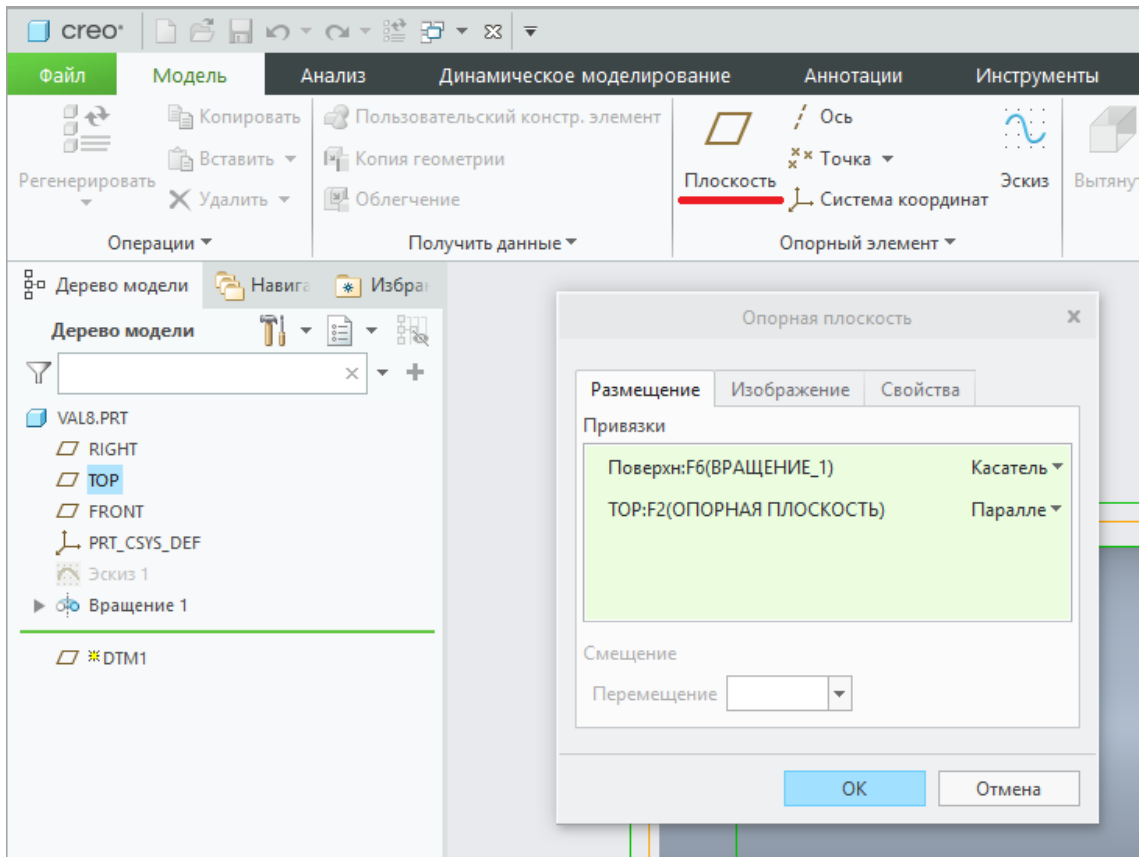 creo
Файл Модель Анализ Динамическое моделирование Аннотации Инструменты
Регенерировать
Копировать
Вставить
Удалить
Операции
Пользовательский констр. элемент
Копия геометрии
Облегчение
Получить данные
Плоскость
Ось
Точка
Система координат
Эскиз
Опорный элемент
Вытяну
Дерево модели Навига Избра
Дерево модели
VAL8.PRT
RIGHT
TOP
FRONT
PRT_CSYS_DEF
Эскиз 1
Вращение 1
DTM1
Опорная плоскость
Размещение Изображение Свойства
Привязки
Поверхн:F6(ВРАЩЕНИЕ_1) Касатель
TOP:F2(ОПОРНАЯ ПЛОСКОСТЬ) Паралле
Смещение
Перемещение
OK Отмена